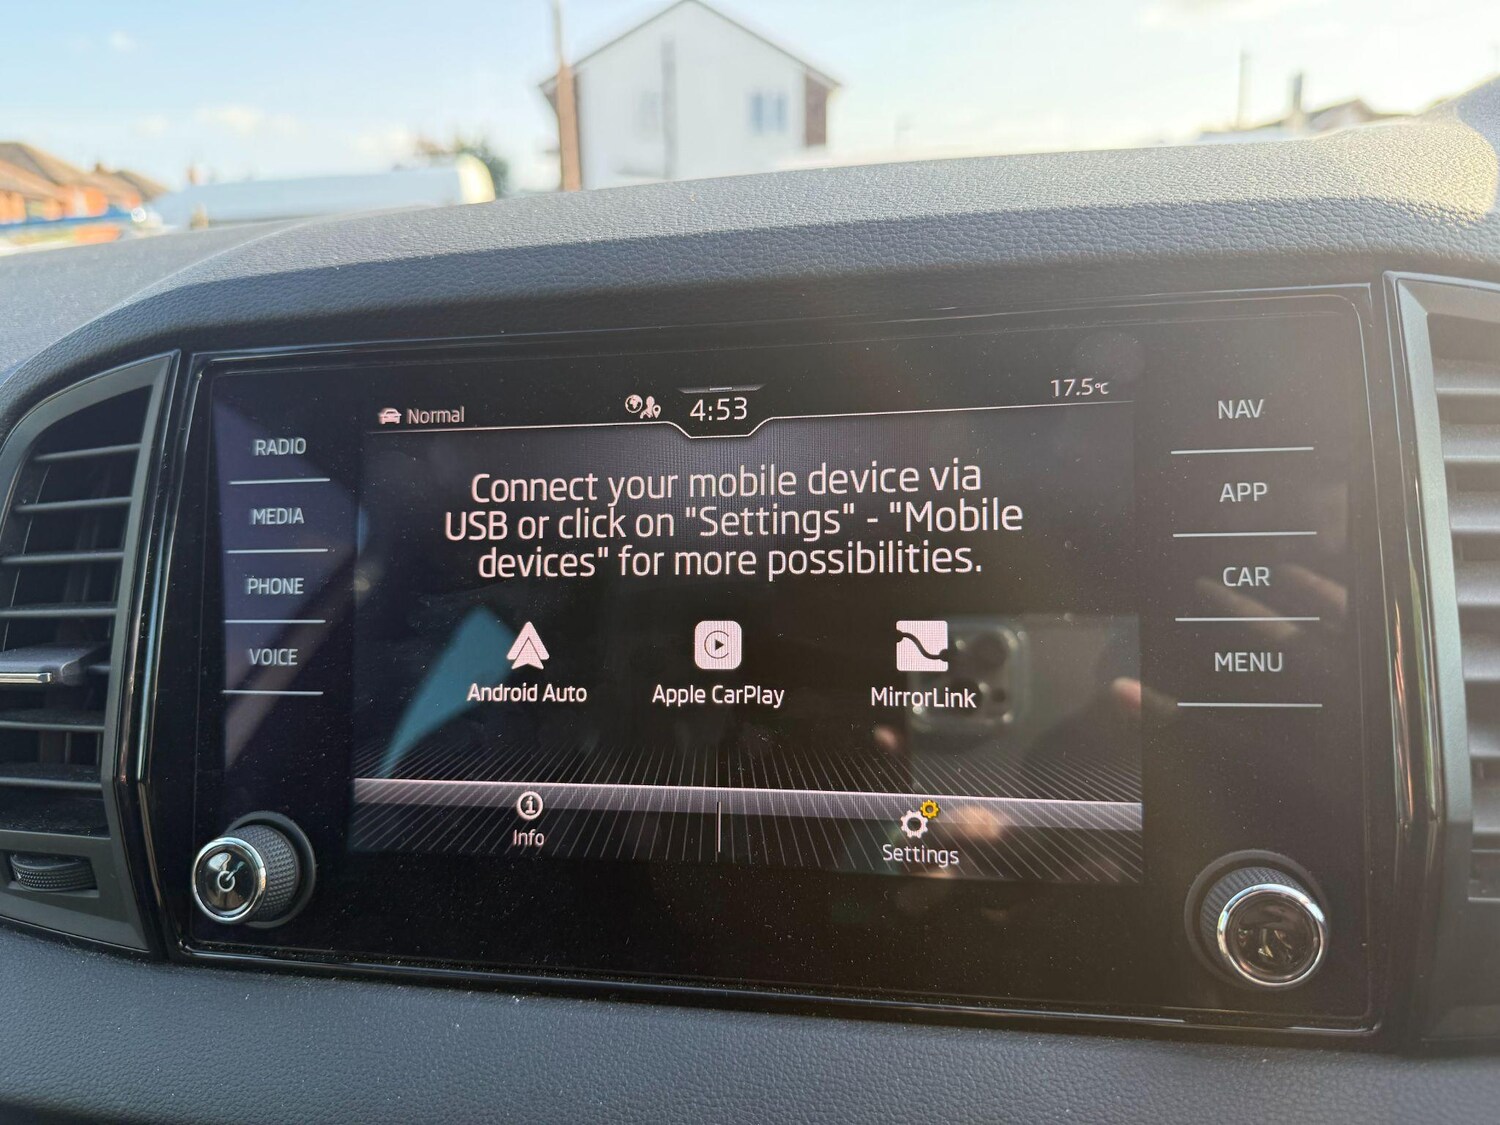 Normal
4:53
17.5°C
RADIO
MEDIA
PHONE
VOICE
Connect your mobile device via
USB or click on "Settings" - "Mobile
devices" for more possibilities.
Android Auto
Apple CarPlay
MirrorLink
Info
Settings
NAV
APP
CAR
MENU